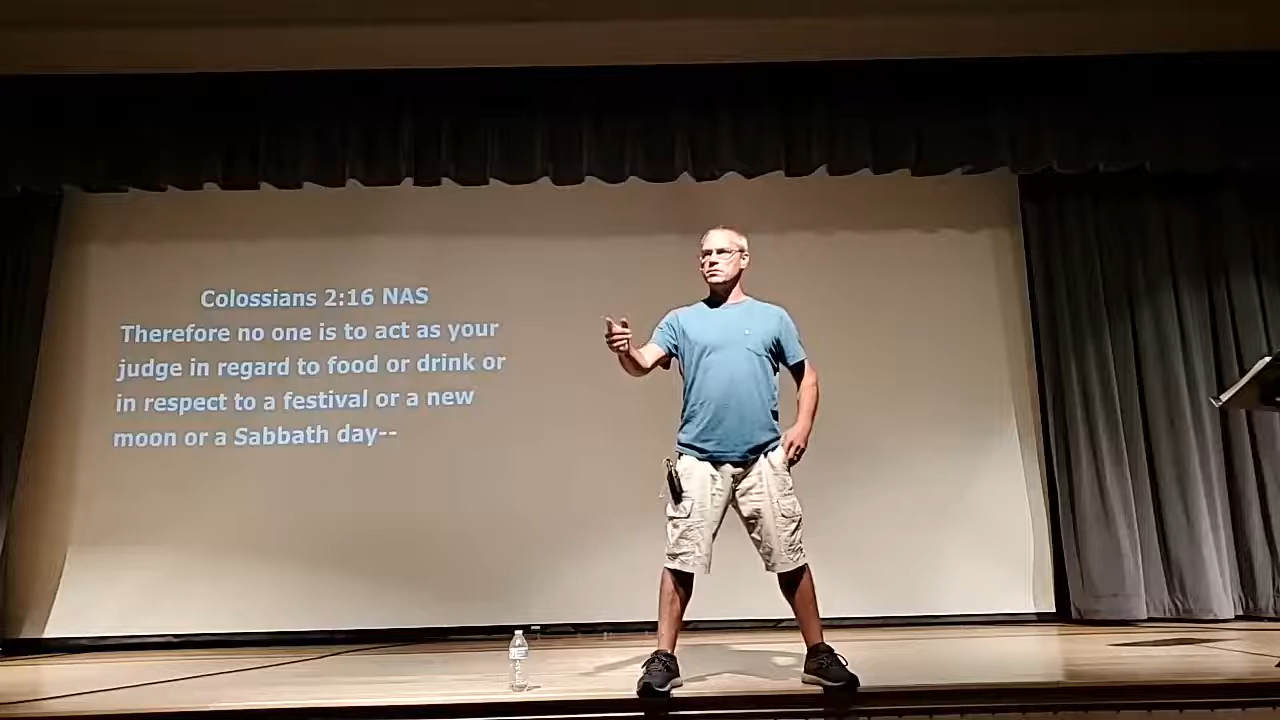 Colossians 2:16 NAS
Therefore no one is to act as your
judge in regard to food or drink or
in respect to a festival or a new
moon or a Sabbath day--